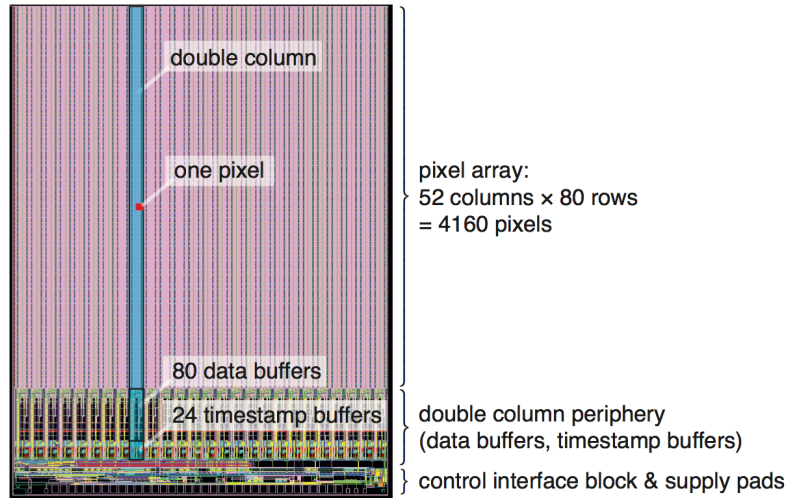 double column
one pixel
pixel array:
52 columns × 80 rows
= 4160 pixels
80 data buffers
24 timestamp buffers
double column periphery
(data buffers, timestamp buffers)
control interface block & supply pads